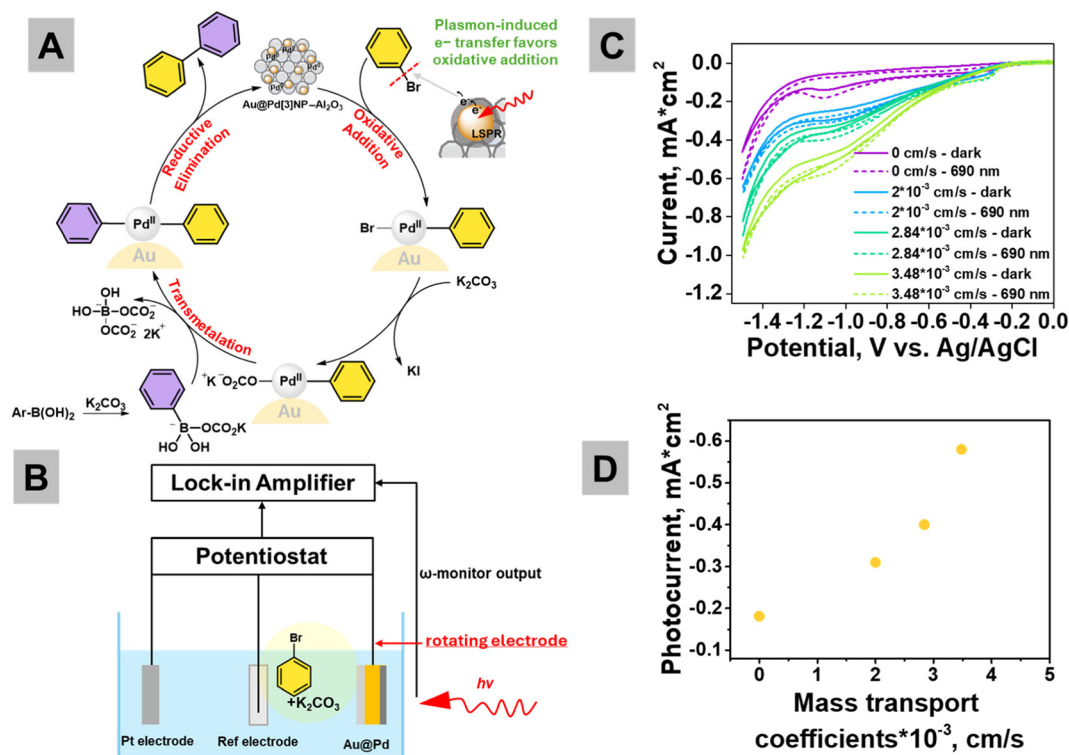 A
Plasmon-induced
e− transfer favors
oxidative addition
Br
Pd⁰
Pd⁰
Pd⁰
Au@Pd[3]NP–Al₂O₃
e⁻
e⁻
LSPR
Reductive
Elimination
Oxidative
Addition
Pdᴵᴵ
Au
Br
Pdᴵᴵ
Au
K₂CO₃
KI
Transmetalation
OH
HO-B-OCO₂⁻
OCO₂⁻ 2K⁺
⁺K ⁻O₂CO
Pdᴵᴵ
Au
Ar-B(OH)₂
K₂CO₃
⁻B-OCO₂K
HO OH
B
Lock-in Amplifier
Potentiostat
ω-monitor output
rotating electrode
Br
+K₂CO₃
hv
Pt electrode
Ref electrode
Au@Pd
C
Current, mA*cm²
0.0
-0.2
-0.4
-0.6
-0.8
-1.0
-1.2
0 cm/s - dark
0 cm/s - 690 nm
2*10⁻³ cm/s - dark
2*10⁻³ cm/s - 690 nm
2.84*10⁻³ cm/s - dark
2.84*10⁻³ cm/s - 690 nm
3.48*10⁻³ cm/s - dark
3.48*10⁻³ cm/s - 690 nm
-1.4 -1.2 -1.0 -0.8 -0.6 -0.4 -0.2 0.0
Potential, V vs. Ag/AgCl
D
Photocurrent, mA*cm²
-0.6
-0.5
-0.4
-0.3
-0.2
-0.1
0 1 2 3 4 5
Mass transport
coefficients*10⁻³, cm/s